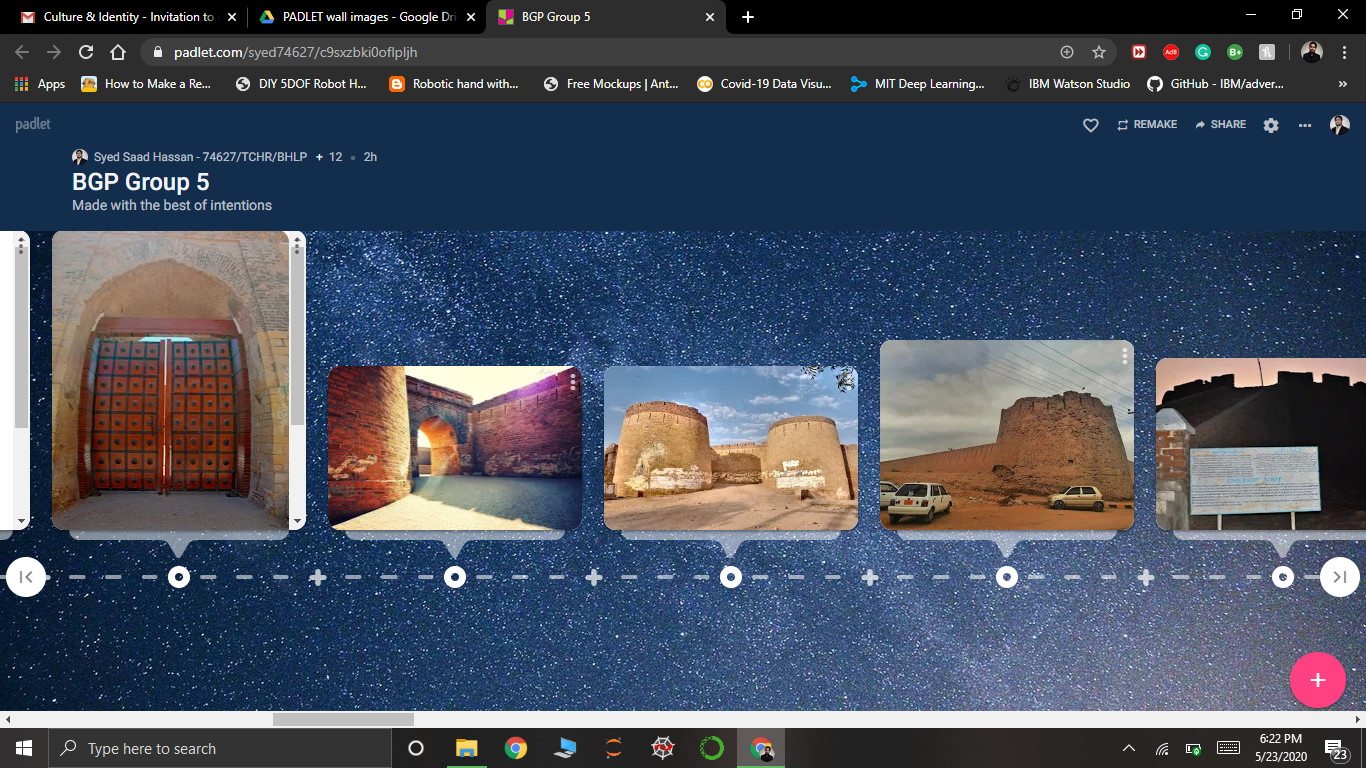 Culture & Identity - Invitation to
PADLET wall images - Google Dri
BGP Group 5
padlet.com/syed74627/c9sxzbki0oflpljh
Apps
How to Make a Re...
DIY 5DOF Robot H...
Robotic hand with...
Free Mockups | Ant...
Covid-19 Data Visu...
MIT Deep Learning...
IBM Watson Studio
GitHub - IBM/adver...
»
padlet
REMAKE
SHARE
Syed Saad Hassan - 74627/TCHR/BHLP + 12 • 2h
BGP Group 5
Made with the best of intentions
Type here to search
6:22 PM
5/23/2020
23